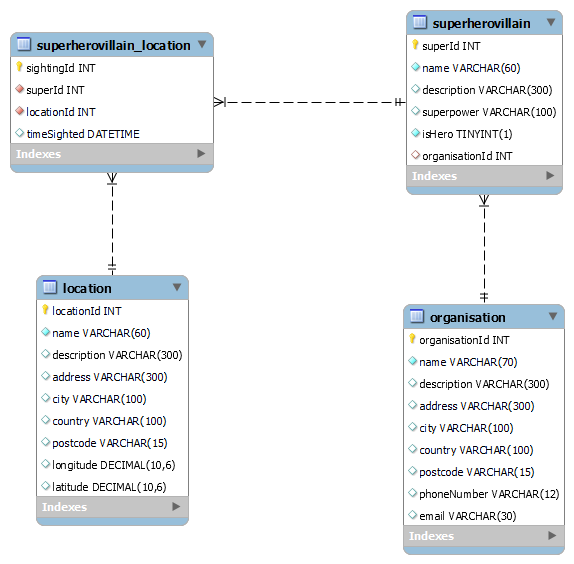 superherovillain_location
sightingId INT
superId INT
locationId INT
timeSighted DATETIME
Indexes
superherovillain
superId INT
name VARCHAR(60)
description VARCHAR(300)
superpower VARCHAR(100)
isHero TINYINT(1)
organisationId INT
Indexes
location
locationId INT
name VARCHAR(60)
description VARCHAR(300)
address VARCHAR(300)
city VARCHAR(100)
country VARCHAR(100)
postcode VARCHAR(15)
longitude DECIMAL(10,6)
latitude DECIMAL(10,6)
Indexes
organisation
organisationId INT
name VARCHAR(70)
description VARCHAR(300)
address VARCHAR(300)
city VARCHAR(100)
country VARCHAR(100)
postcode VARCHAR(15)
phoneNumber VARCHAR(12)
email VARCHAR(30)
Indexes